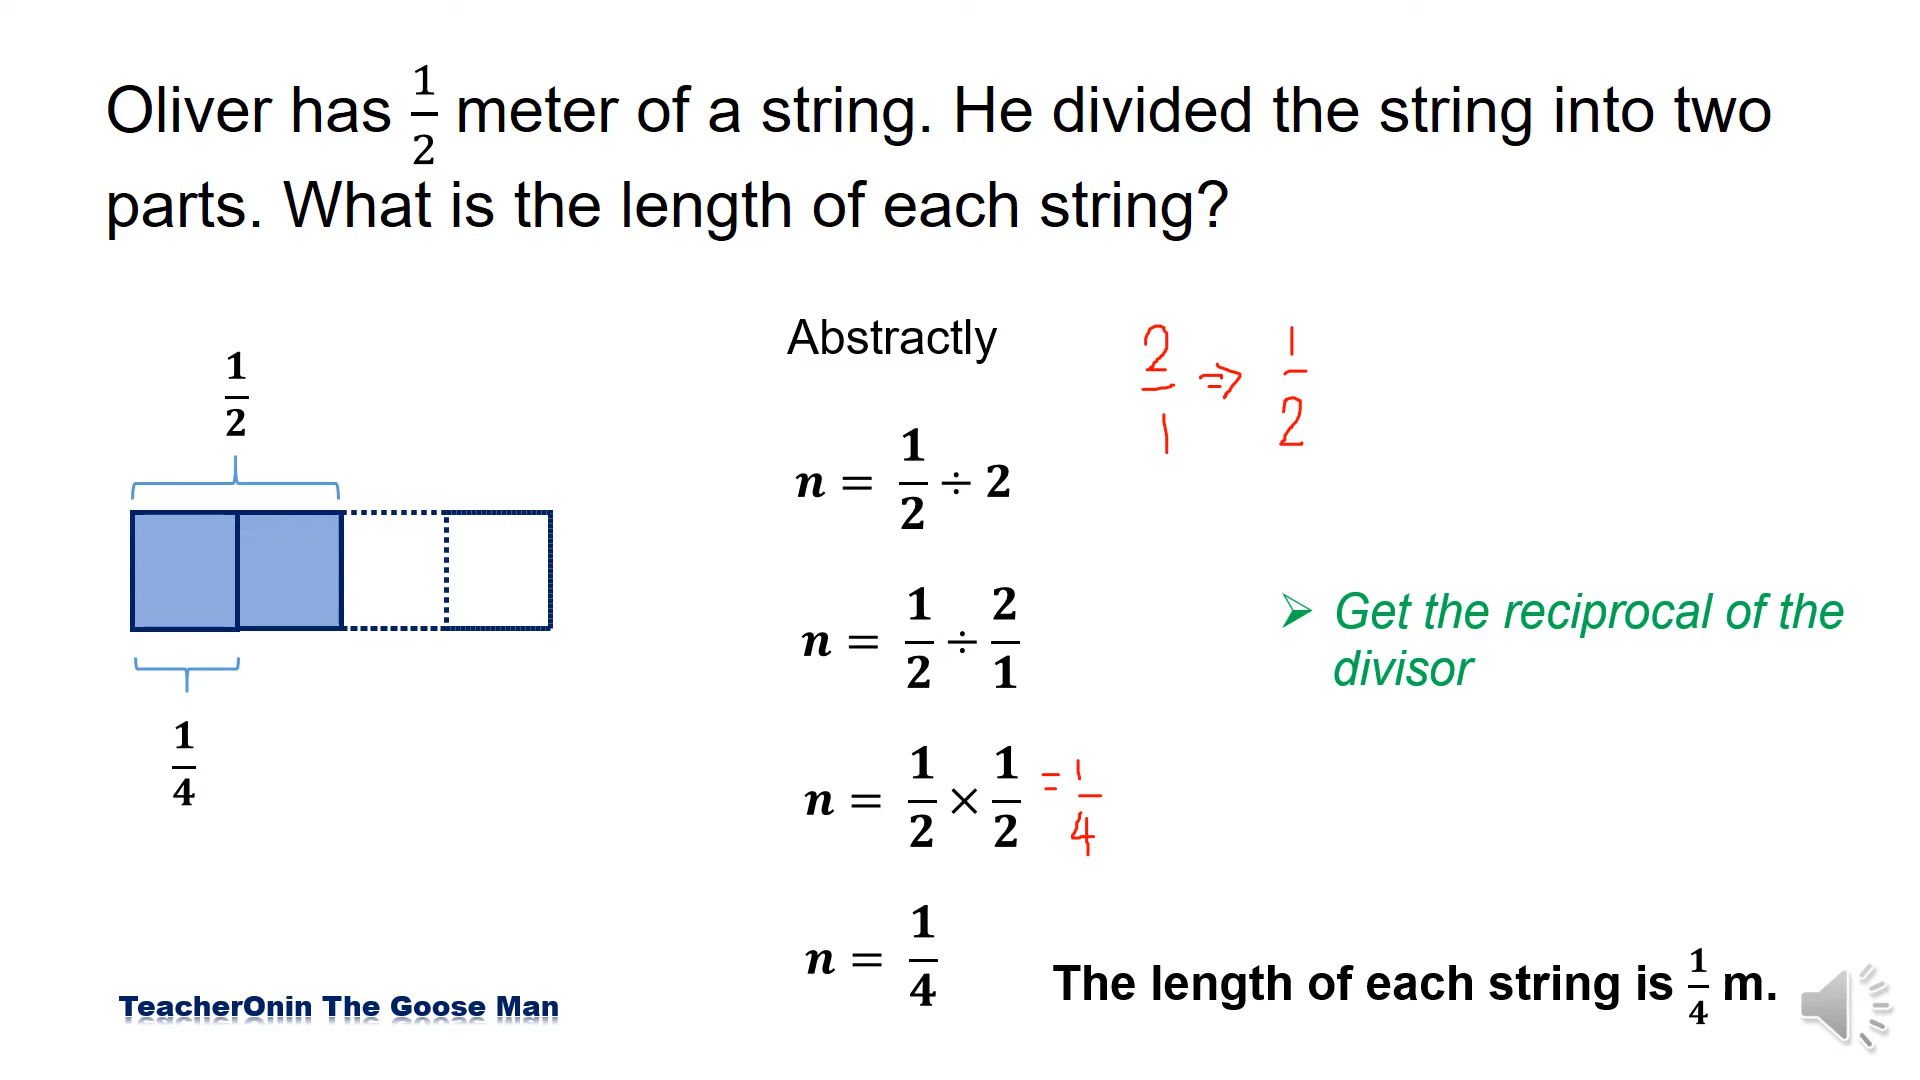 Oliver has 1/2 meter of a string. He divided the string into two
parts. What is the length of each string?
1/2
1/4
Abstractly
2/1 ⇒ 1/2
n = 1/2 ÷ 2
n = 1/2 ÷ 2/1
n = 1/2 × 1/2 = 1/4
n = 1/4
➢ Get the reciprocal of the
divisor
The length of each string is 1/4 m.
TeacherOnin The Goose Man